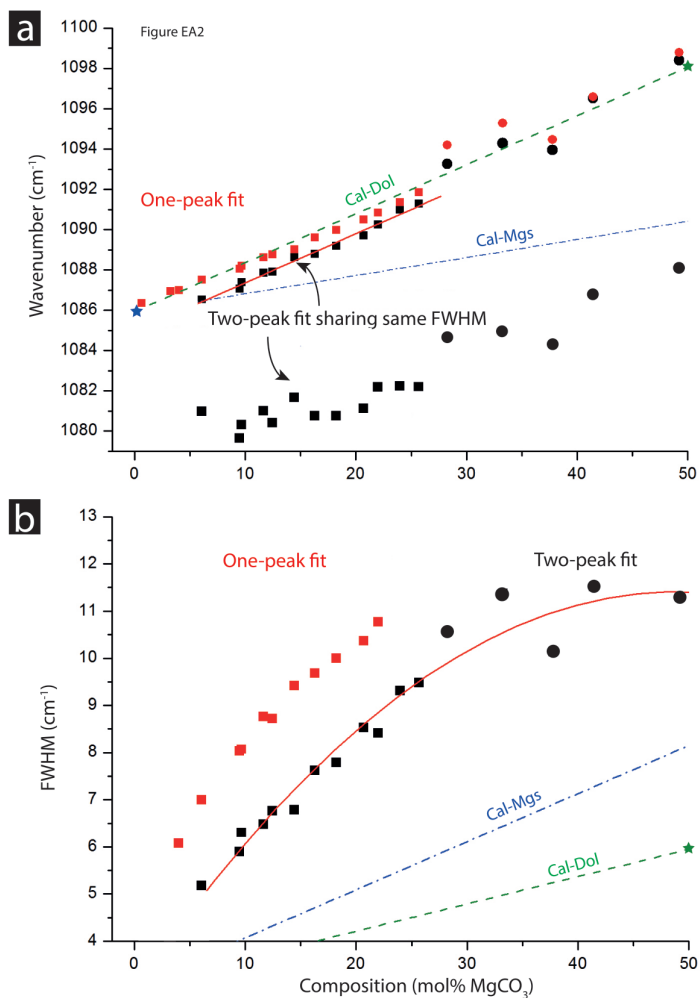 a
Figure EA2
1100
1098
1096
1094
1092
1090
1088
1086
1084
1082
1080
Wavenumber (cm⁻¹)
One-peak fit
Cal-Dol
Cal-Mgs
Two-peak fit sharing same FWHM
0
10
20
30
40
50
b
13
12
11
10
9
8
7
6
5
4
FWHM (cm⁻¹)
One-peak fit
Two-peak fit
Cal-Mgs
Cal-Dol
0
10
20
30
40
50
Composition (mol% MgCO₃)